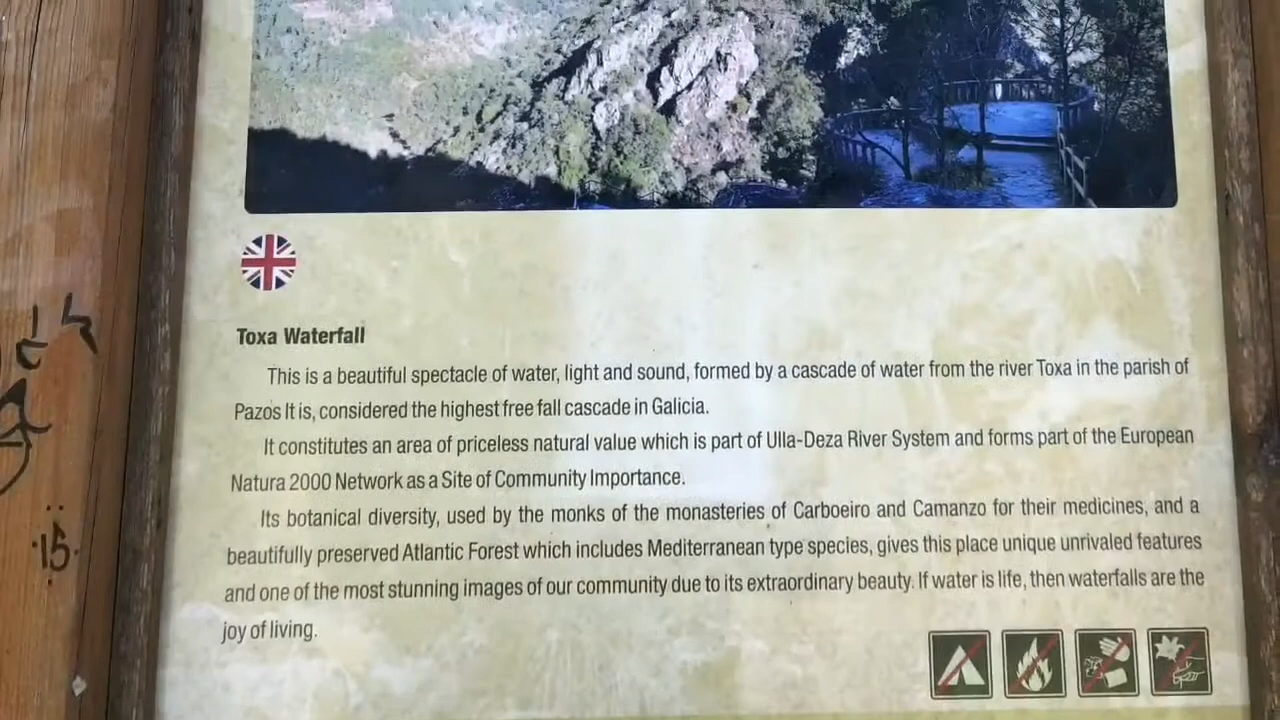 Toxa Waterfall
This is a beautiful spectacle of water, light and sound, formed by a cascade of water from the river Toxa in the parish of
Pazos It is, considered the highest free fall cascade in Galicia.
It constitutes an area of priceless natural value which is part of Ulla-Deza River System and forms part of the European
Natura 2000 Network as a Site of Community Importance.
Its botanical diversity, used by the monks of the monasteries of Carboeiro and Camanzo for their medicines, and a
beautifully preserved Atlantic Forest which includes Mediterranean type species, gives this place unique unrivaled features
and one of the most stunning images of our community due to its extraordinary beauty. If water is life, then waterfalls are the
joy of living.
·15·